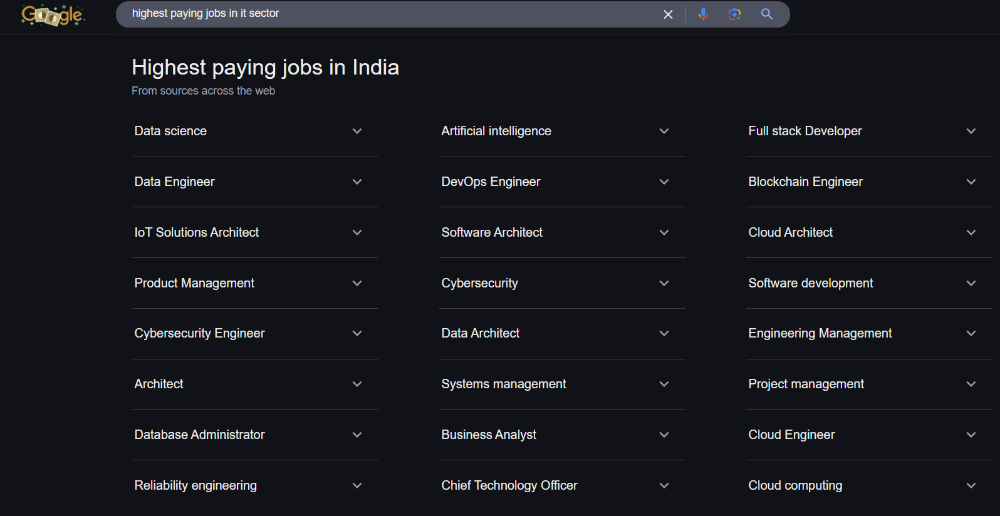 Google
highest paying jobs in it sector
Highest paying jobs in India
From sources across the web
Data science
Artificial intelligence
Full stack Developer
Data Engineer
DevOps Engineer
Blockchain Engineer
IoT Solutions Architect
Software Architect
Cloud Architect
Product Management
Cybersecurity
Software development
Cybersecurity Engineer
Data Architect
Engineering Management
Architect
Systems management
Project management
Database Administrator
Business Analyst
Cloud Engineer
Reliability engineering
Chief Technology Officer
Cloud computing